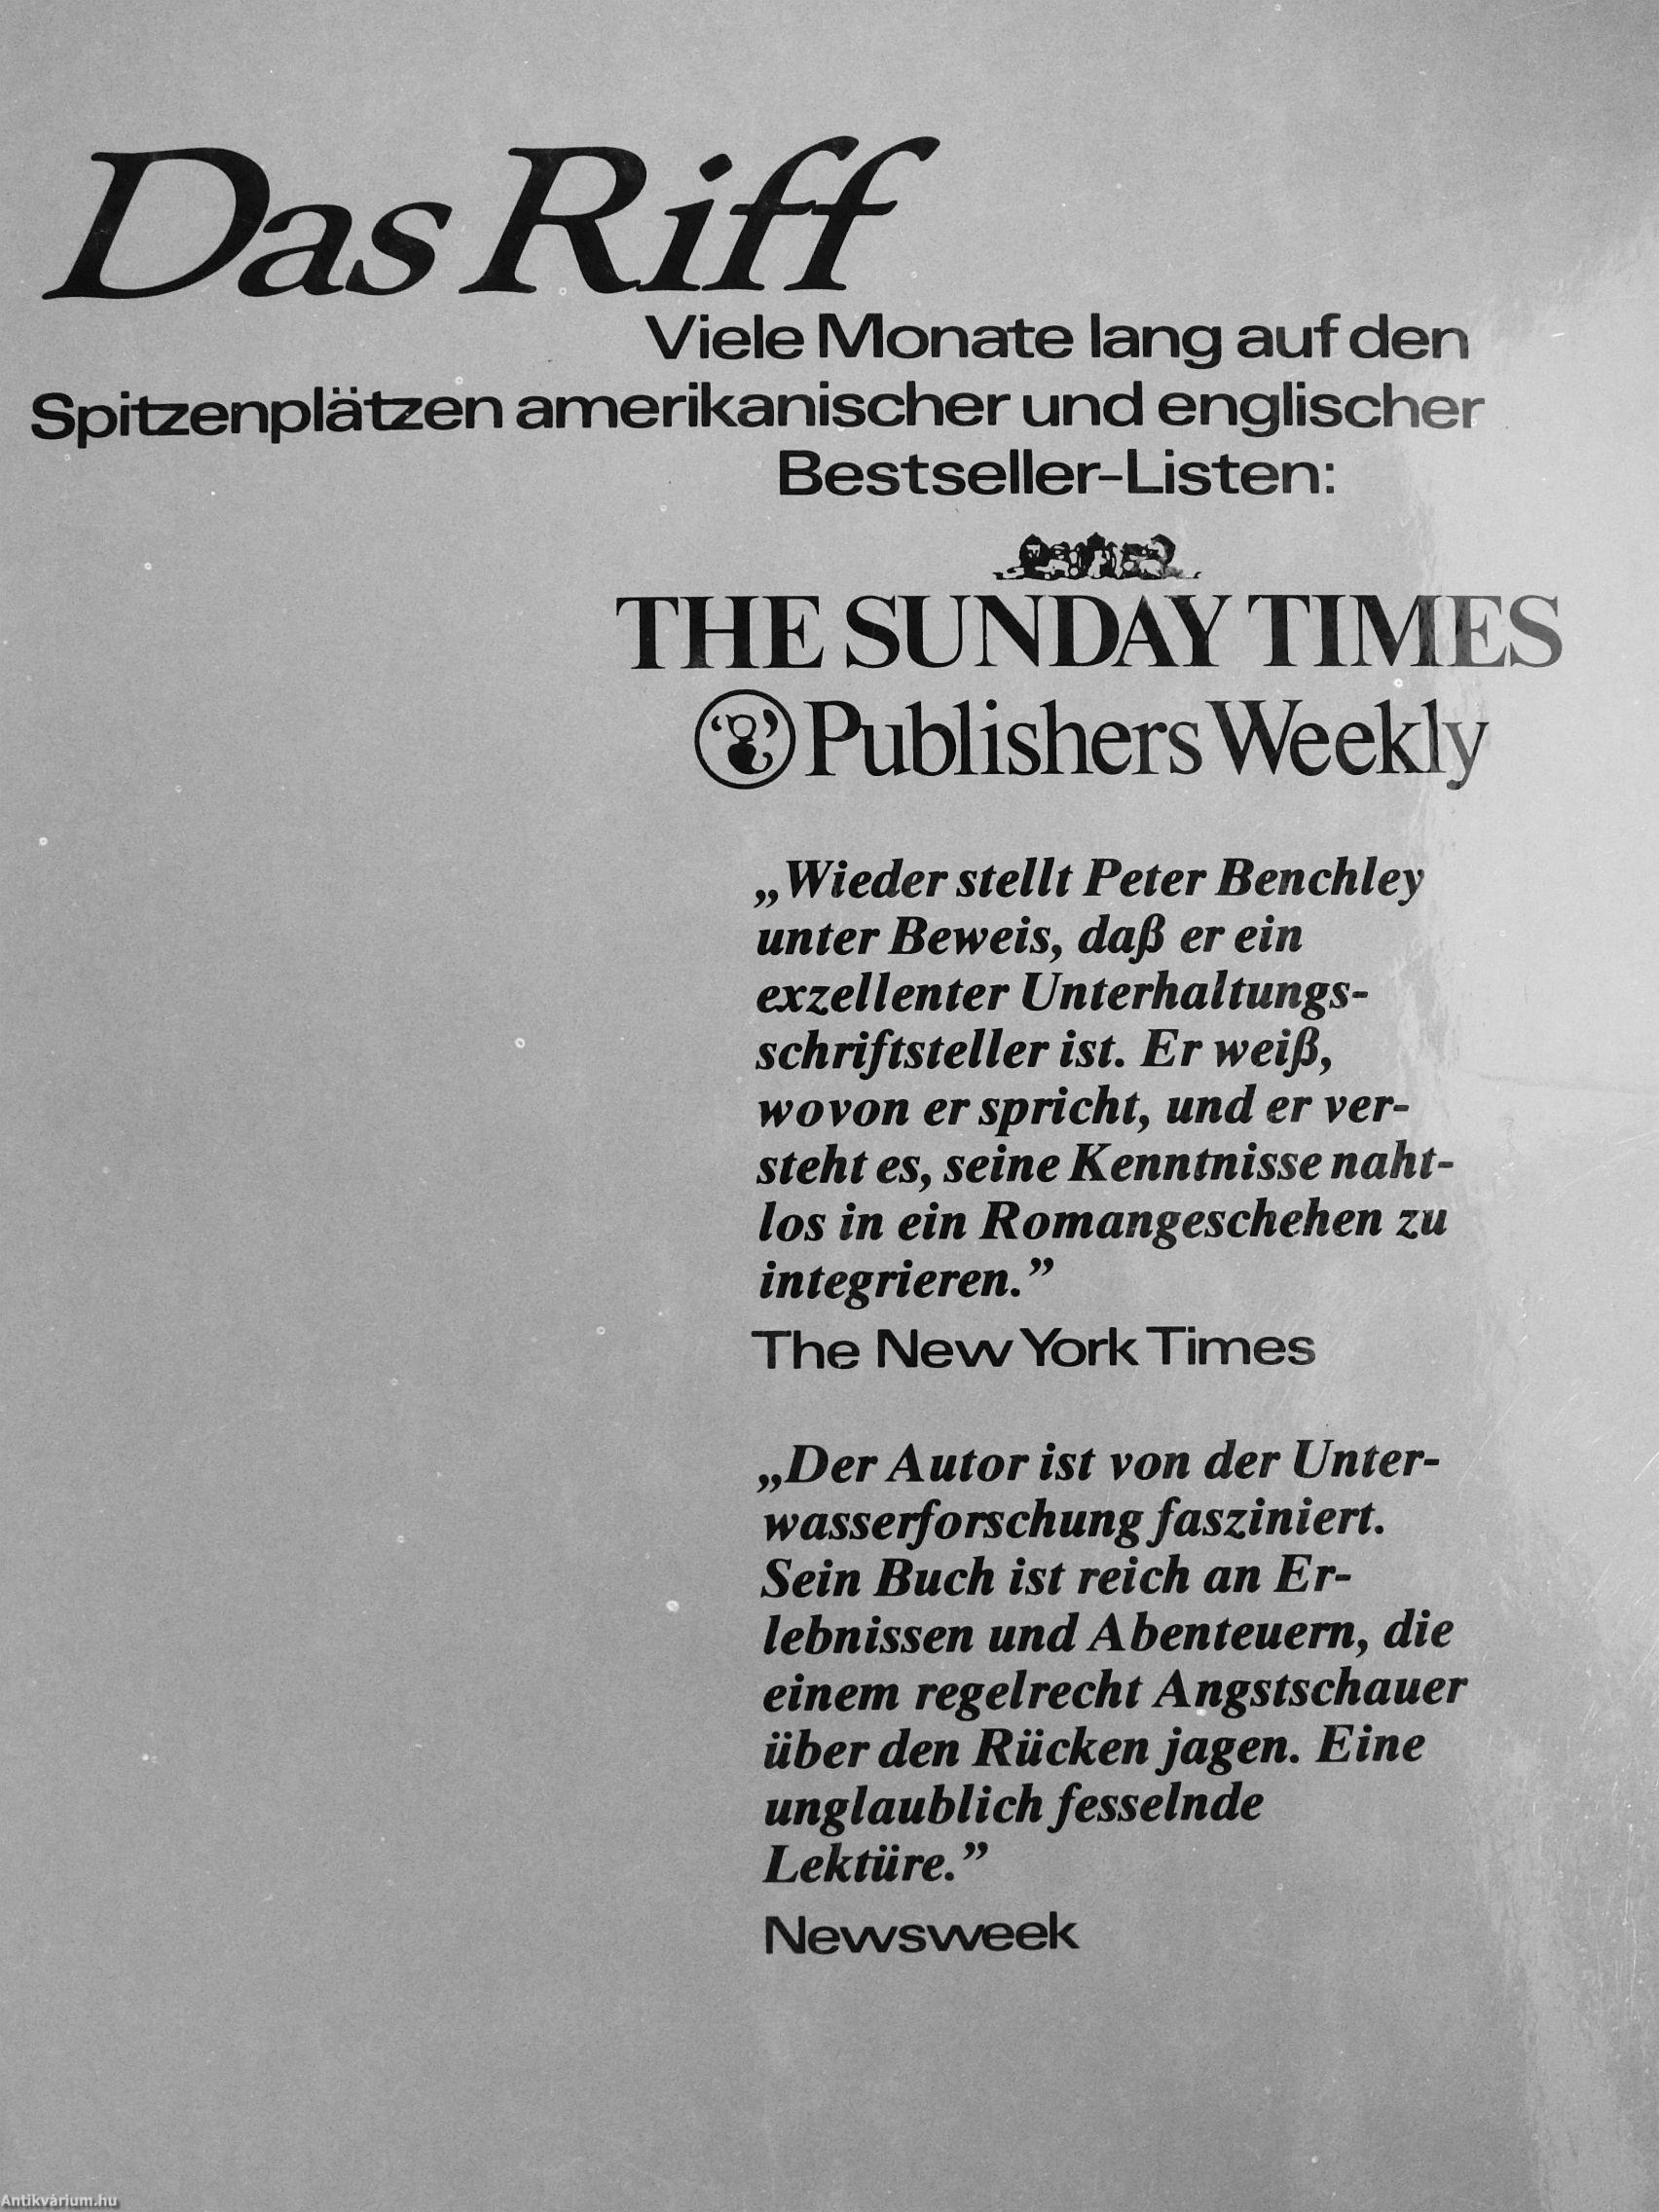 Das Riff
Viele Monate lang auf den
Spitzenplätzen amerikanischer und englischer
Bestseller-Listen:
THE SUNDAY TIMES
Publishers Weekly
„Wieder stellt Peter Benchley
unter Beweis, daß er ein
exzellenter Unterhaltungs-
schriftsteller ist. Er weiß,
wovon er spricht, und er ver-
steht es, seine Kenntnisse naht-
los in ein Romangeschehen zu
integrieren.”
The New York Times
„Der Autor ist von der Unter-
wasserforschung fasziniert.
Sein Buch ist reich an Er-
lebnissen und Abenteuern, die
einem regelrecht Angstschauer
über den Rücken jagen. Eine
unglaublich fesselnde
Lektüre.”
Newsweek
Antikvárium.hu